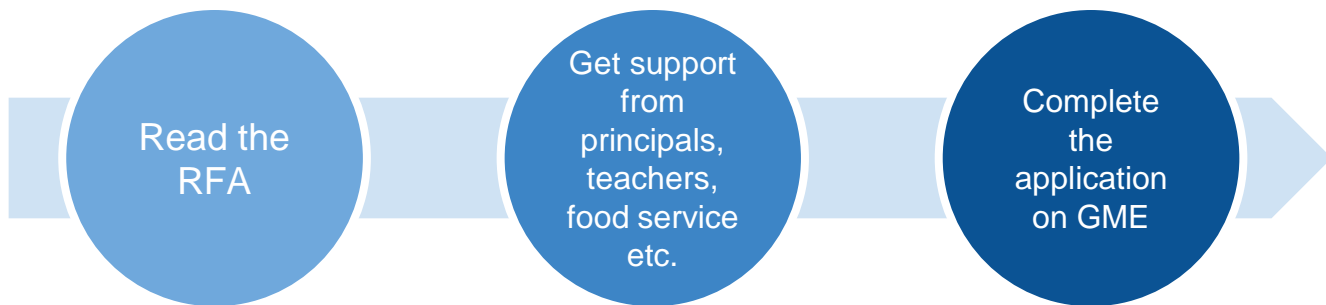 Read the
RFA
Get support
from
principals,
teachers,
food service
etc.
Complete
the
application
on GME